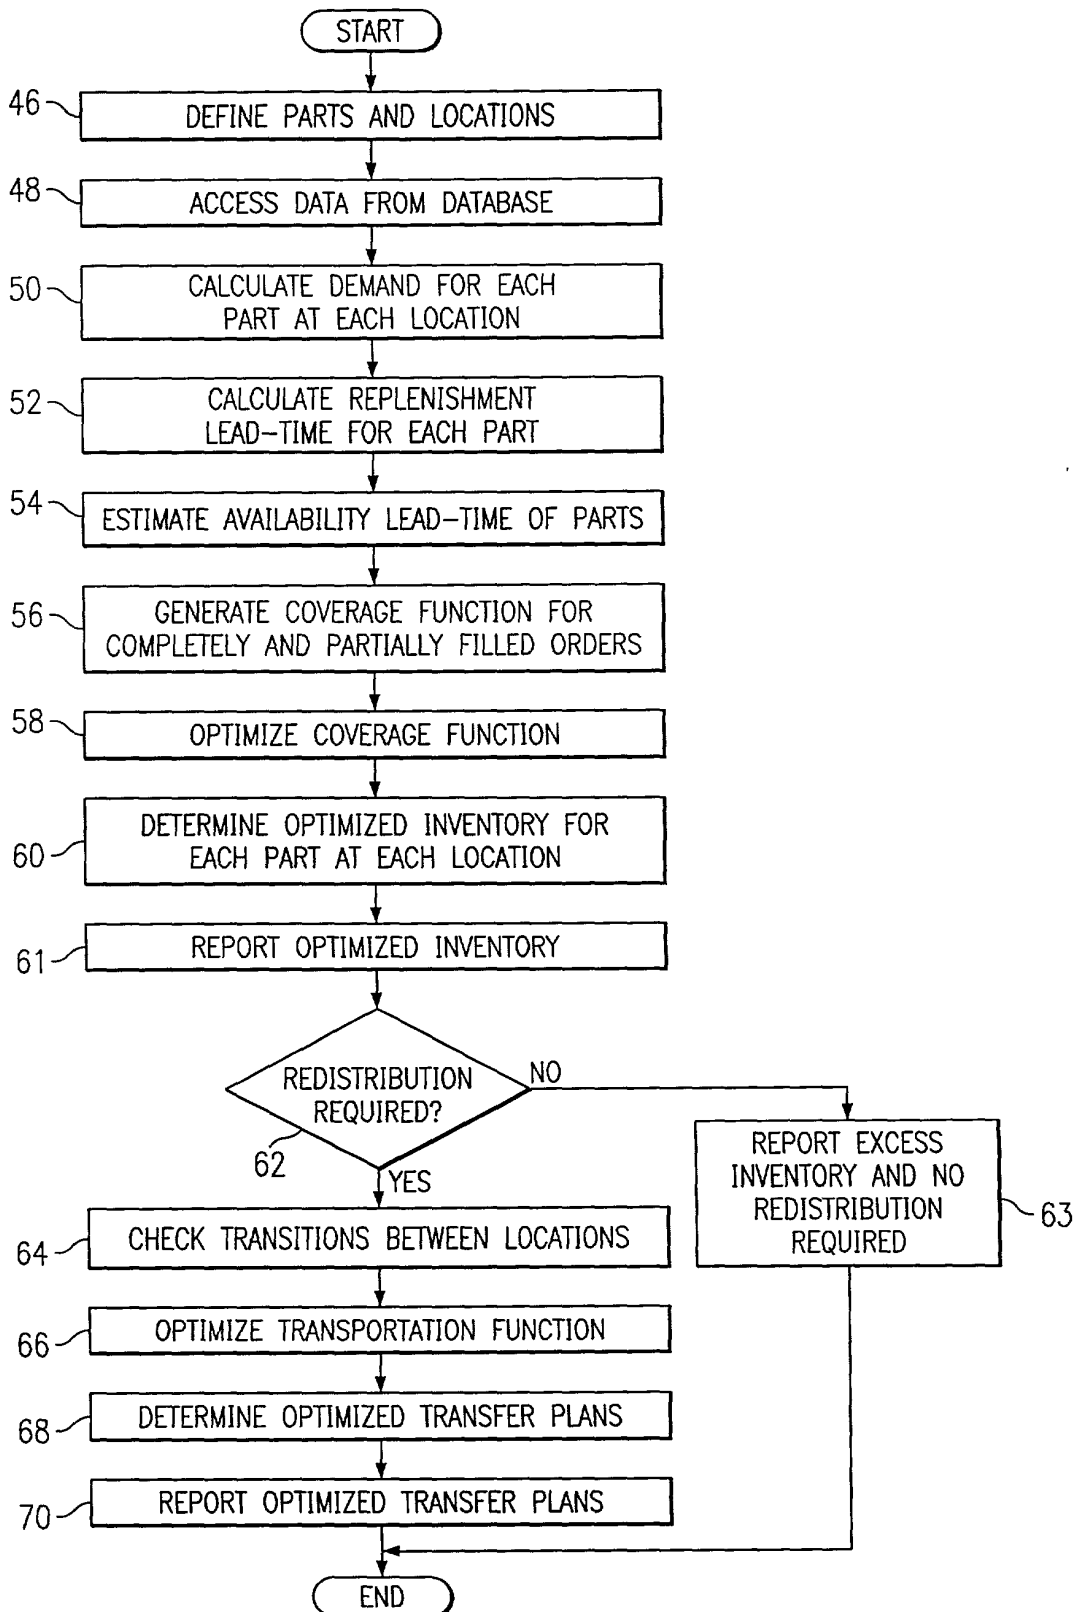 START
46
DEFINE PARTS AND LOCATIONS
48
ACCESS DATA FROM DATABASE
50
CALCULATE DEMAND FOR EACH
PART AT EACH LOCATION
52
CALCULATE REPLENISHMENT
LEAD-TIME FOR EACH PART
54
ESTIMATE AVAILABILITY LEAD-TIME OF PARTS
56
GENERATE COVERAGE FUNCTION FOR
COMPLETELY AND PARTIALLY FILLED ORDERS
58
OPTIMIZE COVERAGE FUNCTION
60
DETERMINE OPTIMIZED INVENTORY FOR
EACH PART AT EACH LOCATION
61
REPORT OPTIMIZED INVENTORY
REDISTRIBUTION
REQUIRED?
62
NO
YES
REPORT EXCESS
INVENTORY AND NO
REDISTRIBUTION
REQUIRED
63
64
CHECK TRANSITIONS BETWEEN LOCATIONS
66
OPTIMIZE TRANSPORTATION FUNCTION
68
DETERMINE OPTIMIZED TRANSFER PLANS
70
REPORT OPTIMIZED TRANSFER PLANS
END